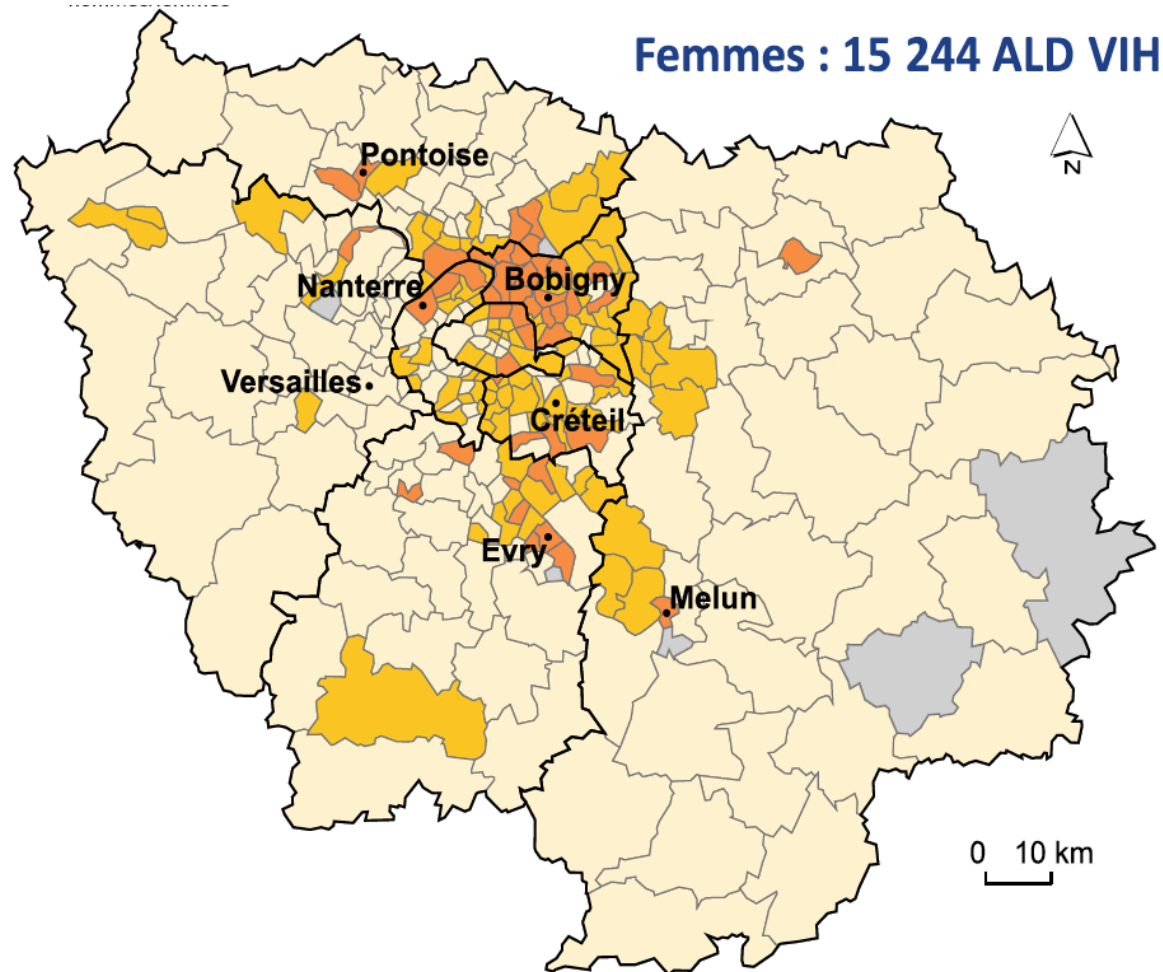 Femmes : 15 244 ALD VIH
N
Pontoise
Nanterre
Bobigny
Versailles
Créteil
Evry
Melun
0 10 km